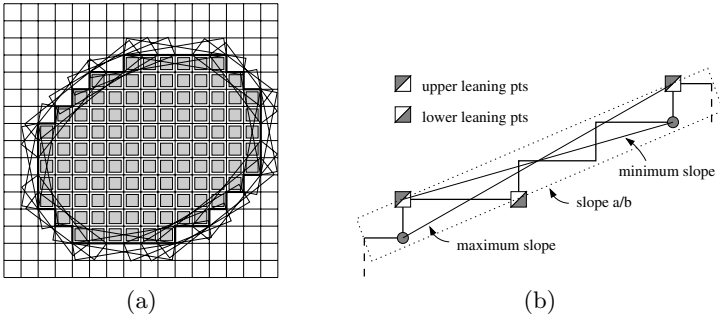 upper leaning pts
lower leaning pts
minimum slope
slope a/b
maximum slope
(a)
(b)